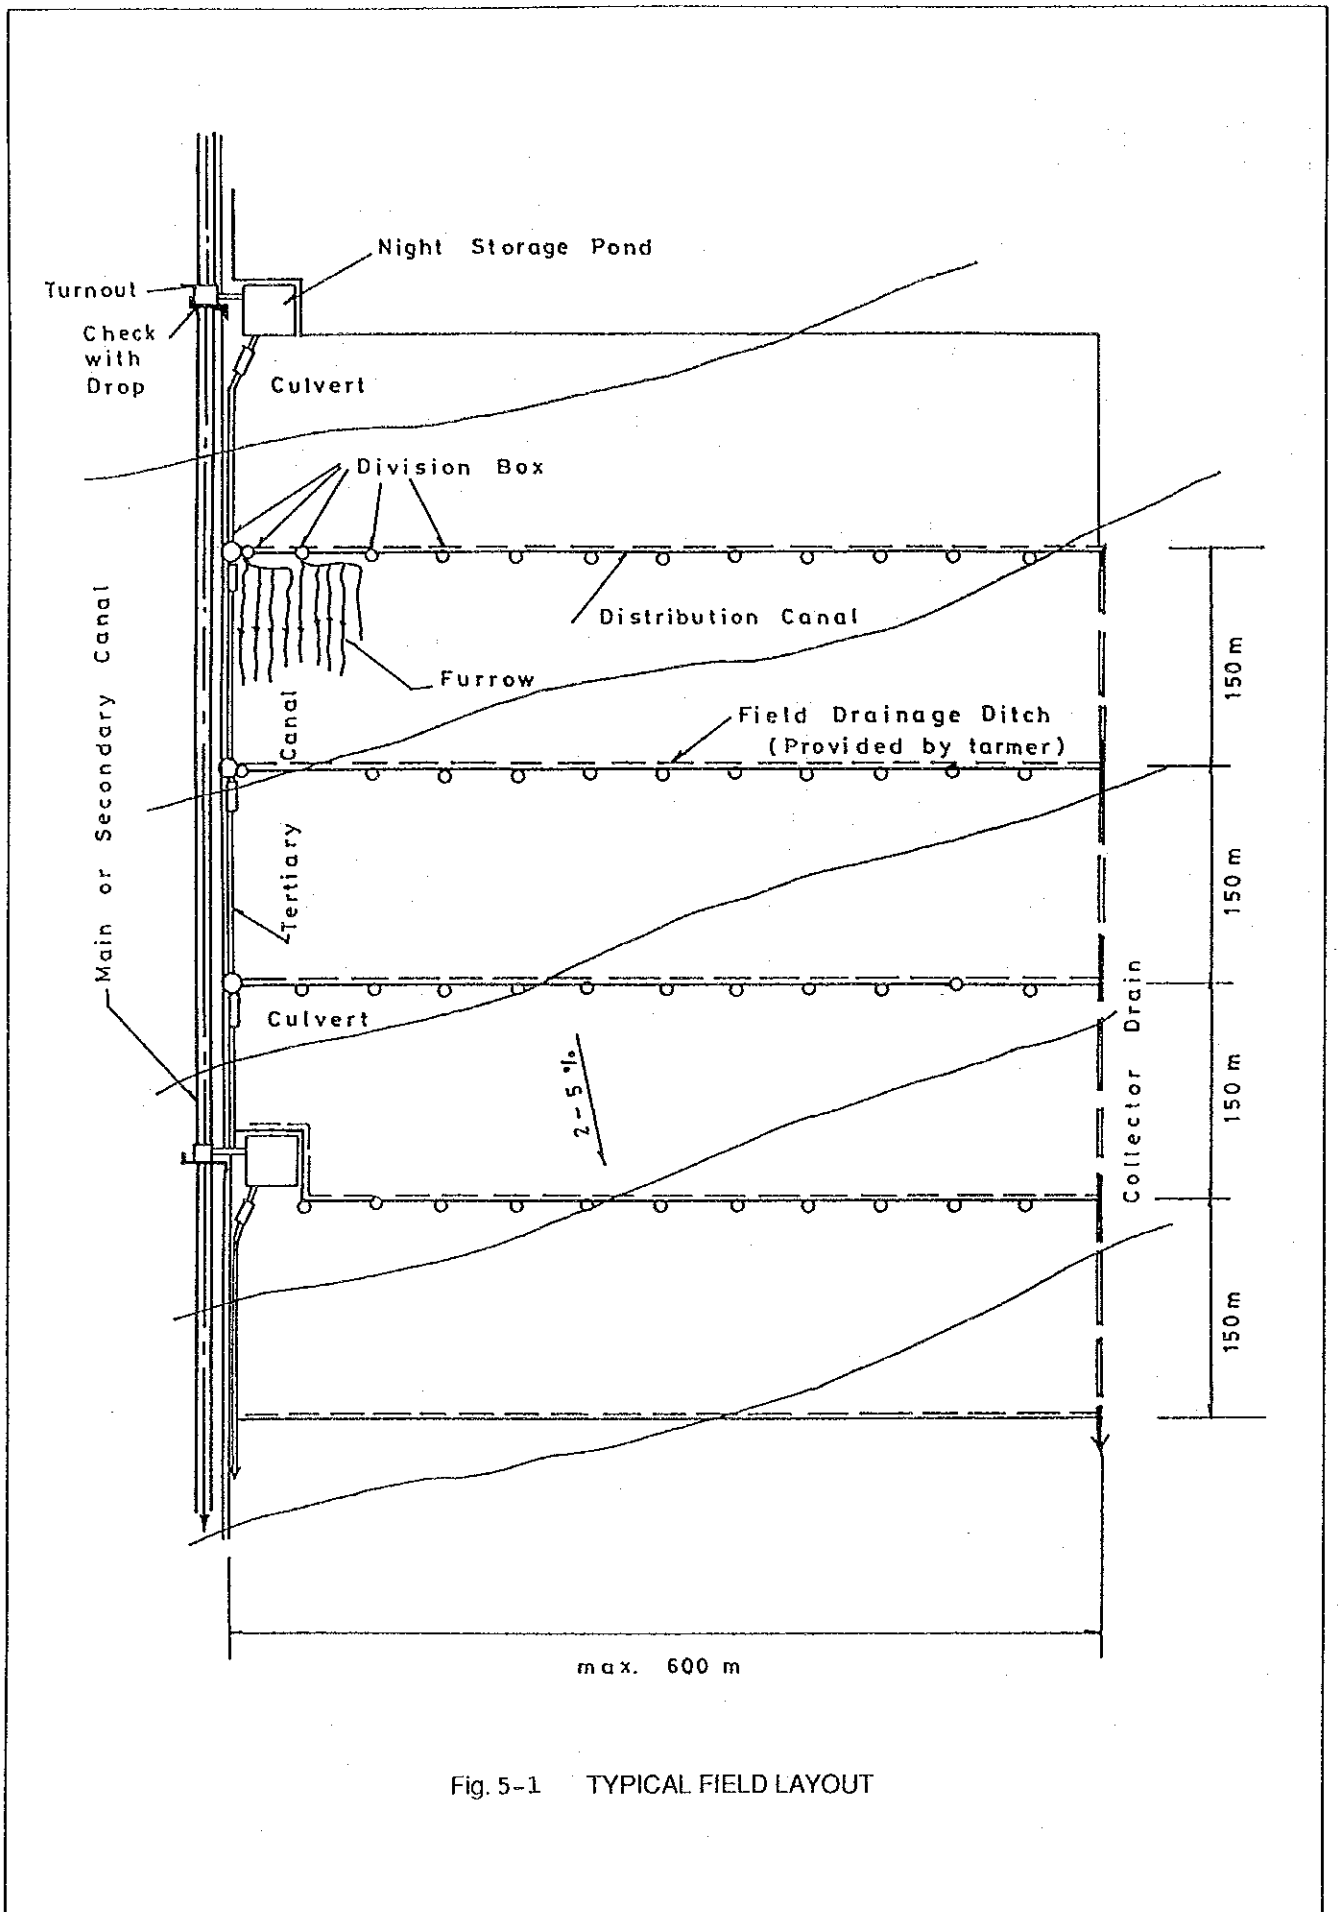 Night Storage Pond
Turnout
Check
with
Drop
Culvert
Division Box
Distribution Canal
Furrow
Canal
Field Drainage Ditch
(Provided by tarmer)
Main or Secondary Canal
Tertiary
Culvert
2-5 %
Collector Drain
150 m
150 m
150 m
150 m
max. 600 m
Fig. 5-1 TYPICAL FIELD LAYOUT